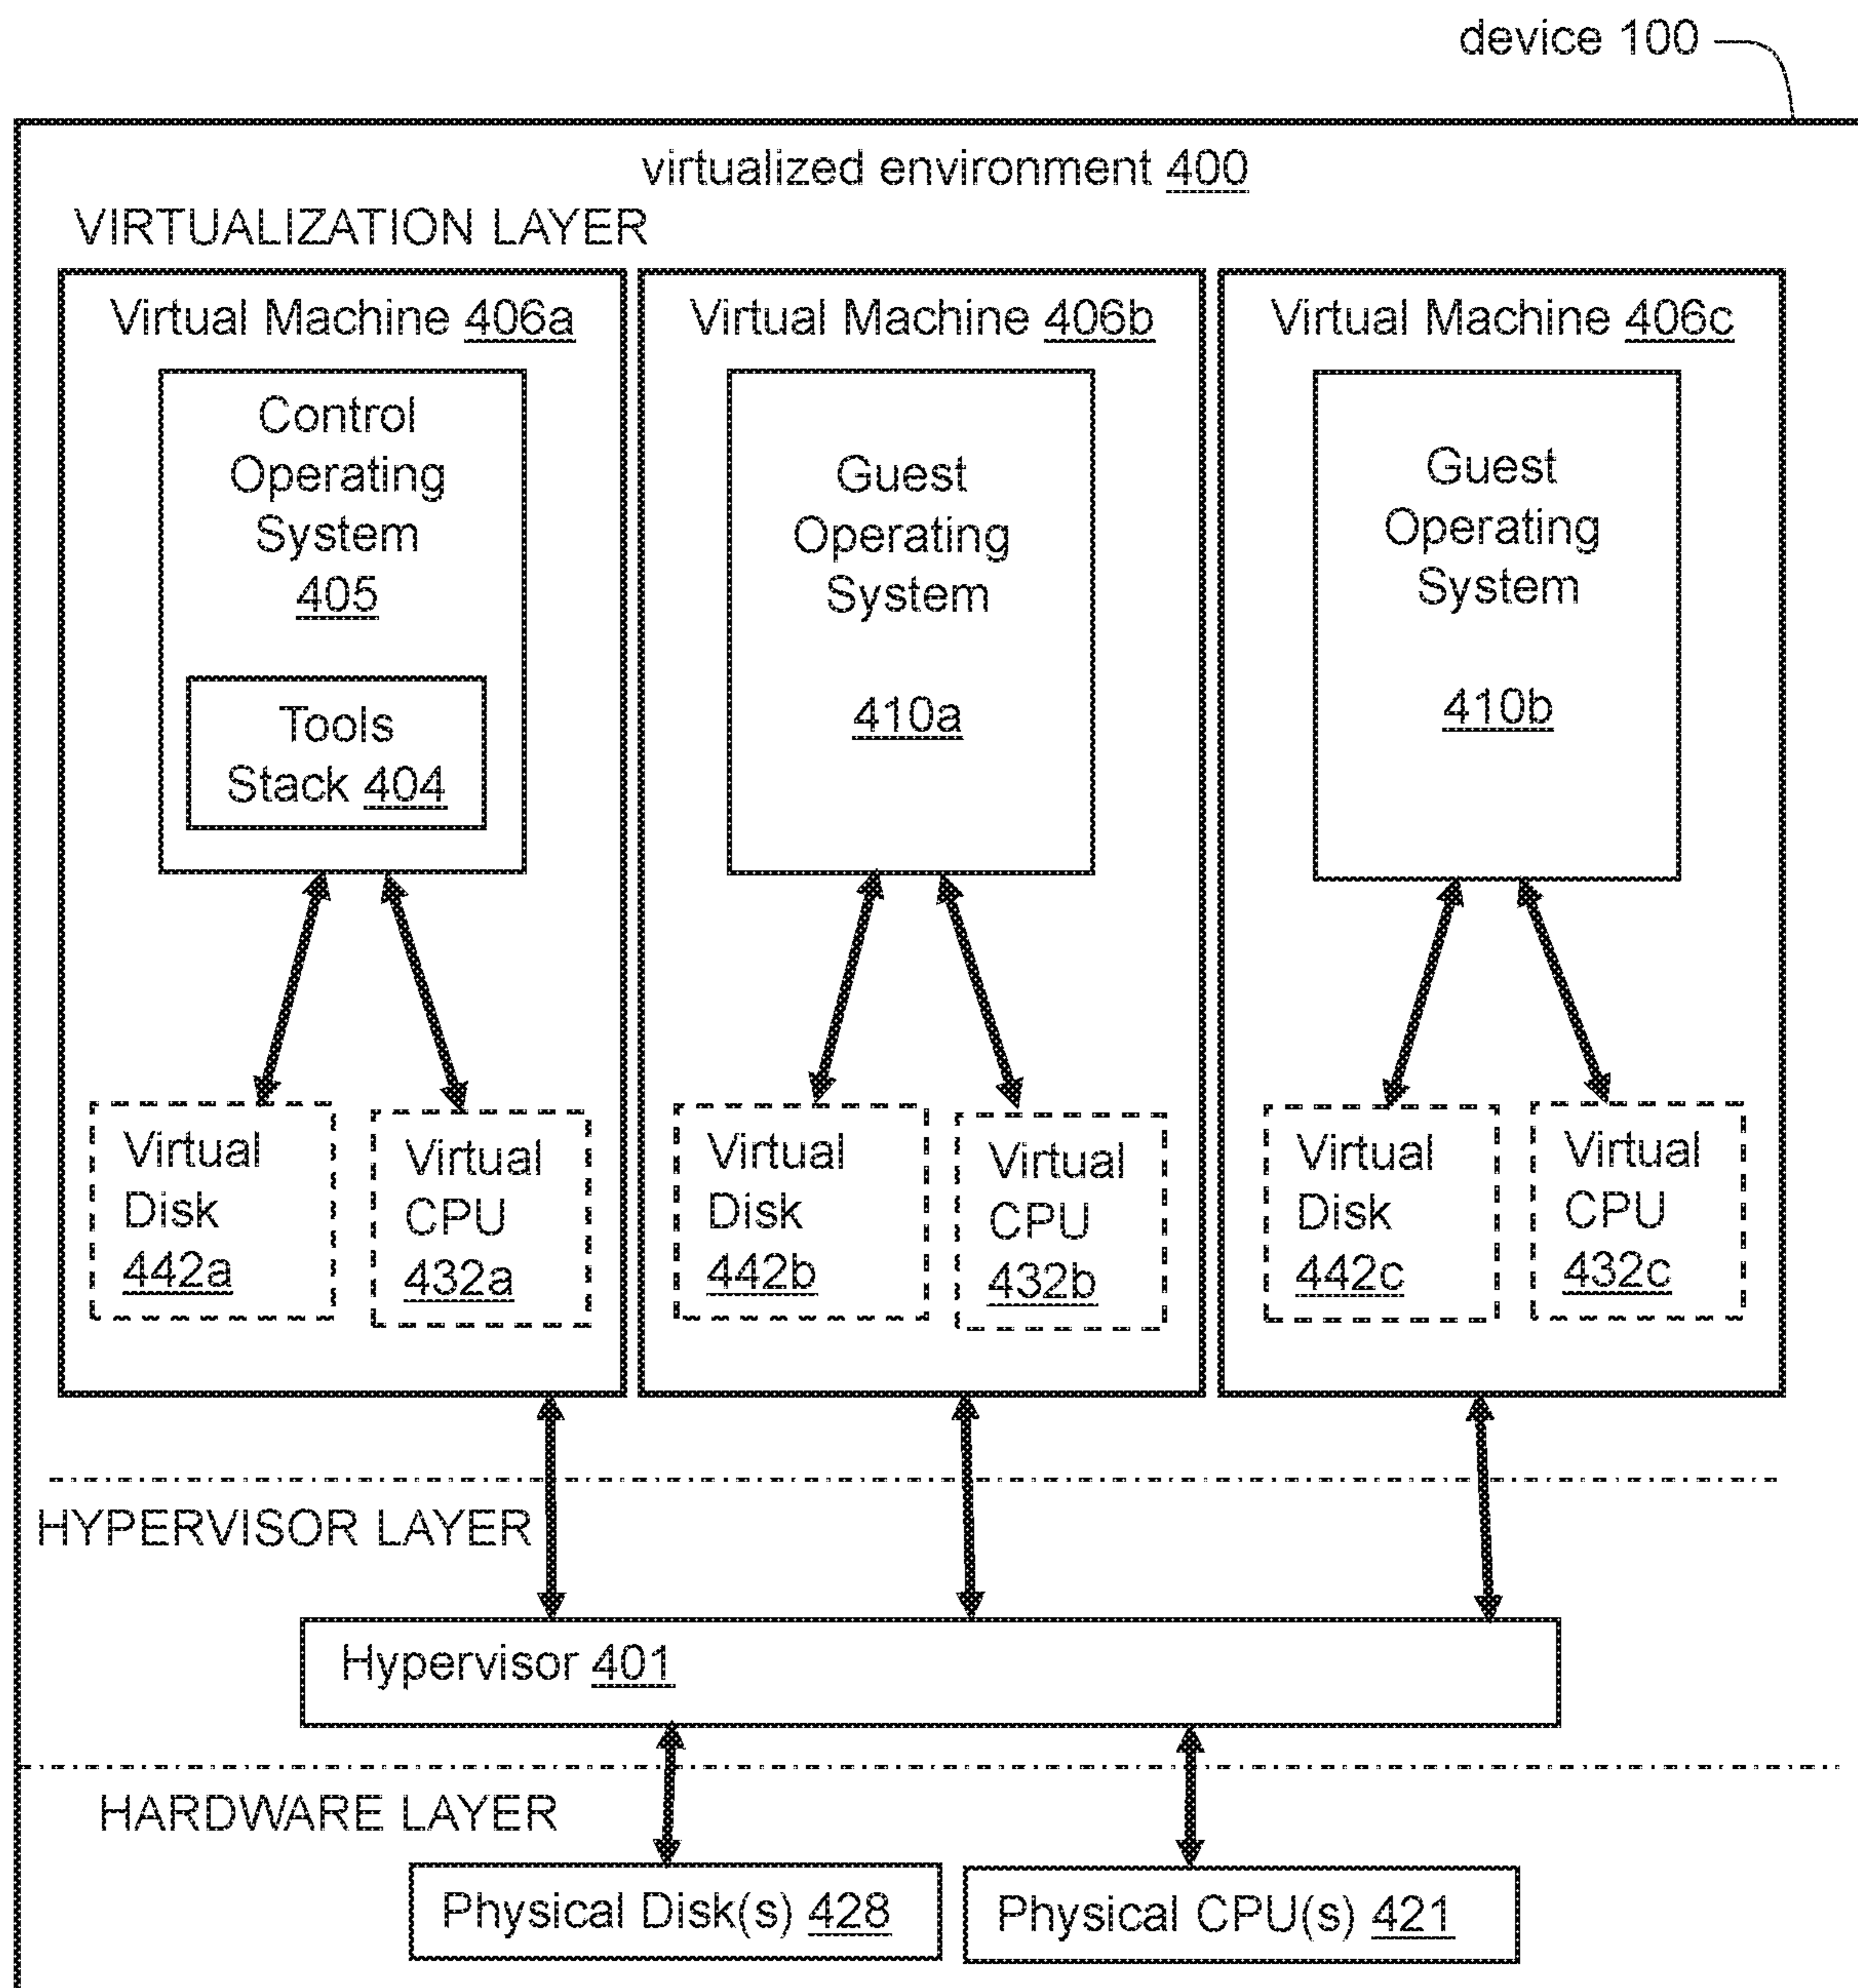 device 100
virtualized environment 400
VIRTUALIZATION LAYER
Virtual Machine 406a
Control
Operating
System
405
Tools
Stack 404
Virtual
Disk
442a
Virtual
CPU
432a
Virtual Machine 406b
Guest
Operating
System
410a
Virtual
Disk
442b
Virtual
CPU
432b
Virtual Machine 406c
Guest
Operating
System
410b
Virtual
Disk
442c
Virtual
CPU
432c
HYPERVISOR LAYER
Hypervisor 401
HARDWARE LAYER
Physical Disk(s) 428
Physical CPU(s) 421